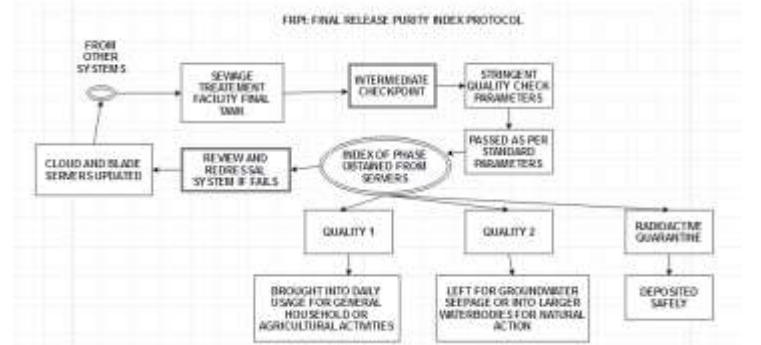 FRPI: FINAL RELEASE PURITY INDEX PROTOCOL
FROM
OTHER
SYSTEMS
SEWAGE
TREATEMENT
FACILITY FINAL
TANK
INTERMEDIATE
CHECKPOINT
STRINGENT
QUALITY CHECK
PARAMETERS
PASSED AS PER
STANDARD
PARAMETERS
INDEX OF PHASE
OBTAINED FROM
SERVERS
REVIEW AND
REDRESSAL
SYSTEM IF FAILS
CLOUD AND BLADE
SERVERS UPDATED
QUALITY 1
QUALITY 2
RADIOACTIVE
QUARANTINE
BROUGHT INTO DAILY
USAGE FOR GENERAL
HOUSEHOLD OR
AGRICULTURAL ACTIVITIES
LEFT FOR GROUNDWATER
SEEPAGE OR INTO LARGER
WATERBODIES FOR NATURAL
ACTION
DEPOSITED
SAFELY